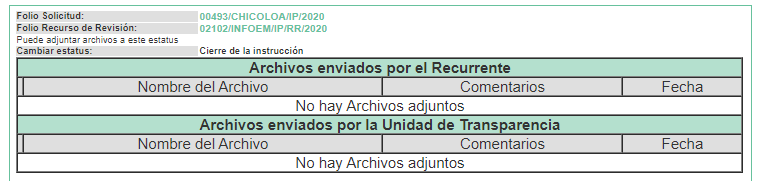 Folio Solicitud: 00493/CHICOLOA/IP/2020
Folio Recurso de Revisión: 02102/INFOEM/IP/RR/2020
Puede adjuntar archivos a este estatus
Cambiar estatus: Cierre de la instrucción
Archivos enviados por el Recurrente
Nombre del Archivo Comentarios Fecha
No hay Archivos adjuntos
Archivos enviados por la Unidad de Transparencia
Nombre del Archivo Comentarios Fecha
No hay Archivos adjuntos